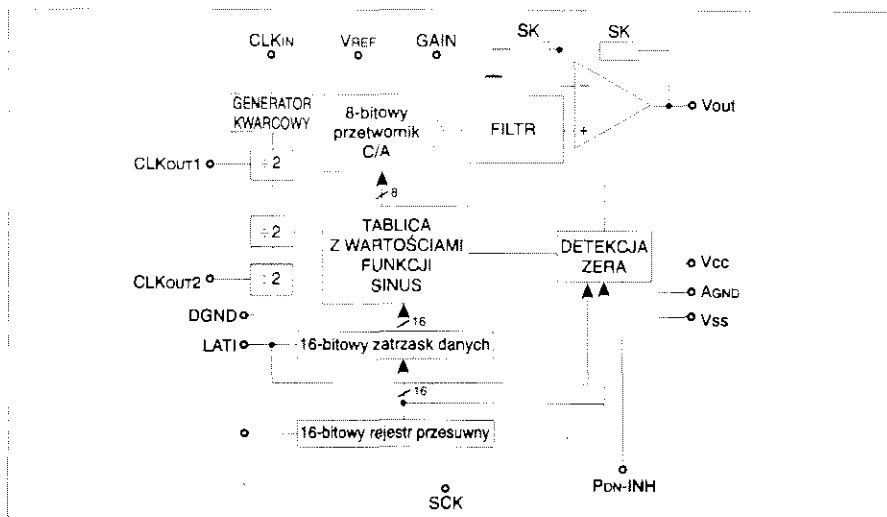 CLKIN VREF GAIN SK SK
GENERATOR
KWARCOWY
8-bitowy
przetwornik
C/A
FILTR
−
+
Vout
CLKOUT1
÷2
8
÷2
TABLICA
Z WARTOŚCIAMI
FUNKCJI
SINUS
DETEKCJA
ZERA
CLKOUT2
÷2
VCC
AGND
VSS
DGND
16
LATI
16-bitowy zatrzask danych
16
16-bitowy rejestr przesuwny
SCK
PDN-INH